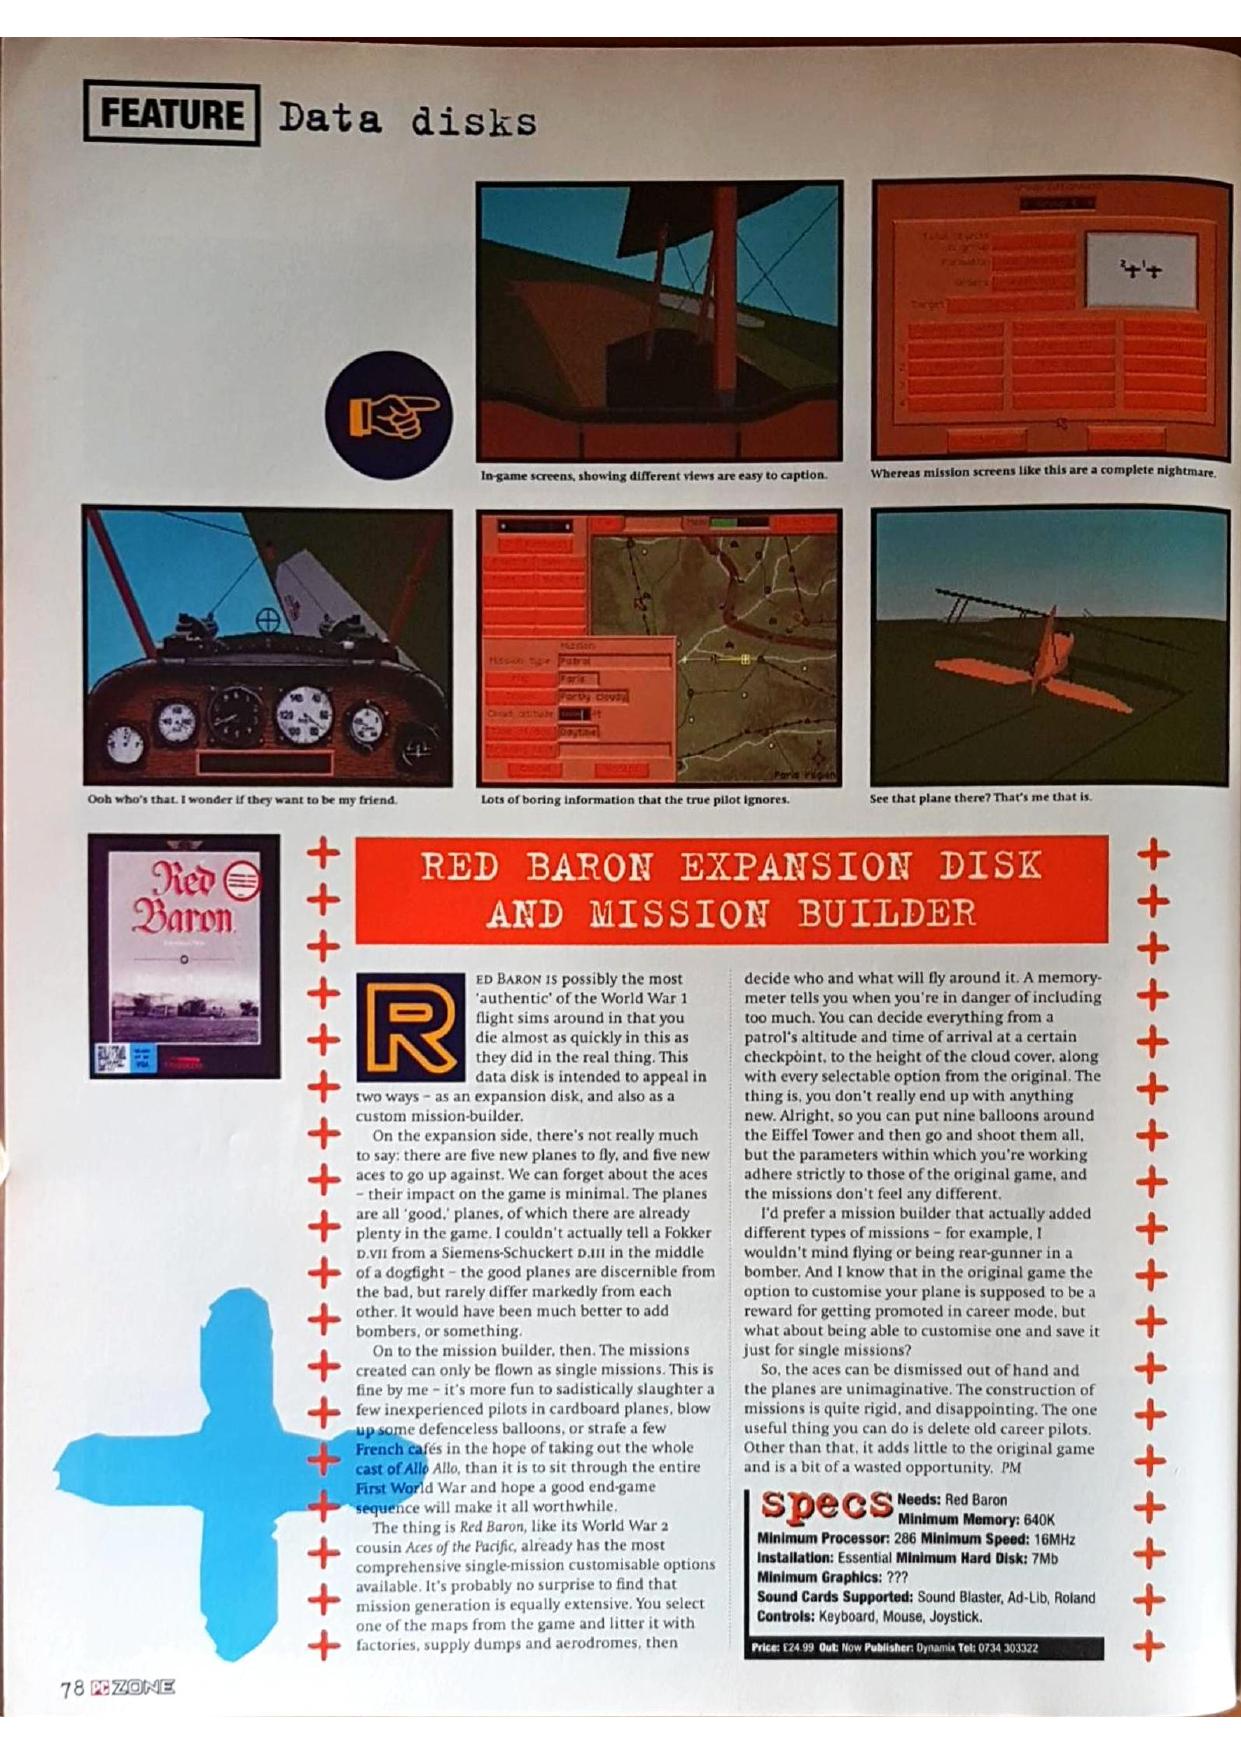 FEATURE Data disks
In-game screens, showing different views are easy to caption.
Whereas mission screens like this are a complete nightmare.
Mission
Mission type Patrol
Paris
Partly Cloudy
Daytime
Paris region
Ooh who's that. I wonder if they want to be my friend.
Lots of boring information that the true pilot ignores.
See that plane there? That's me that is.
Red
Baron
RED BARON EXPANSION DISK
AND MISSION BUILDER
RED BARON IS possibly the most
'authentic' of the World War 1
flight sims around in that you
die almost as quickly in this as
they did in the real thing. This
data disk is intended to appeal in
two ways – as an expansion disk, and also as a
custom mission-builder.
On the expansion side, there's not really much
to say: there are five new planes to fly, and five new
aces to go up against. We can forget about the aces
– their impact on the game is minimal. The planes
are all 'good,' planes, of which there are already
plenty in the game. I couldn't actually tell a Fokker
D.VII from a Siemens-Schuckert D.III in the middle
of a dogfight – the good planes are discernible from
the bad, but rarely differ markedly from each
other. It would have been much better to add
bombers, or something.
On to the mission builder, then. The missions
created can only be flown as single missions. This is
fine by me – it's more fun to sadistically slaughter a
few inexperienced pilots in cardboard planes, blow
up some defenceless balloons, or strafe a few
French cafés in the hope of taking out the whole
cast of Allo Allo, than it is to sit through the entire
First World War and hope a good end-game
sequence will make it all worthwhile.
The thing is Red Baron, like its World War 2
cousin Aces of the Pacific, already has the most
comprehensive single-mission customisable options
available. It's probably no surprise to find that
mission generation is equally extensive. You select
one of the maps from the game and litter it with
factories, supply dumps and aerodromes, then
decide who and what will fly around it. A memory-
meter tells you when you're in danger of including
too much. You can decide everything from a
patrol's altitude and time of arrival at a certain
checkpoint, to the height of the cloud cover, along
with every selectable option from the original. The
thing is, you don't really end up with anything
new. Alright, so you can put nine balloons around
the Eiffel Tower and then go and shoot them all,
but the parameters within which you're working
adhere strictly to those of the original game, and
the missions don't feel any different.
I'd prefer a mission builder that actually added
different types of missions – for example, I
wouldn't mind flying or being rear-gunner in a
bomber. And I know that in the original game the
option to customise your plane is supposed to be a
reward for getting promoted in career mode, but
what about being able to customise one and save it
just for single missions?
So, the aces can be dismissed out of hand and
the planes are unimaginative. The construction of
missions is quite rigid, and disappointing. The one
useful thing you can do is delete old career pilots.
Other than that, it adds little to the original game
and is a bit of a wasted opportunity. PM
specs Needs: Red Baron
Minimum Memory: 640K
Minimum Processor: 286 Minimum Speed: 16MHz
Installation: Essential Minimum Hard Disk: 7Mb
Minimum Graphics: ???
Sound Cards Supported: Sound Blaster, Ad-Lib, Roland
Controls: Keyboard, Mouse, Joystick.
Price: £24.99 Out: Now Publisher: Dynamix Tel: 0734 303322
78 PC ZONE